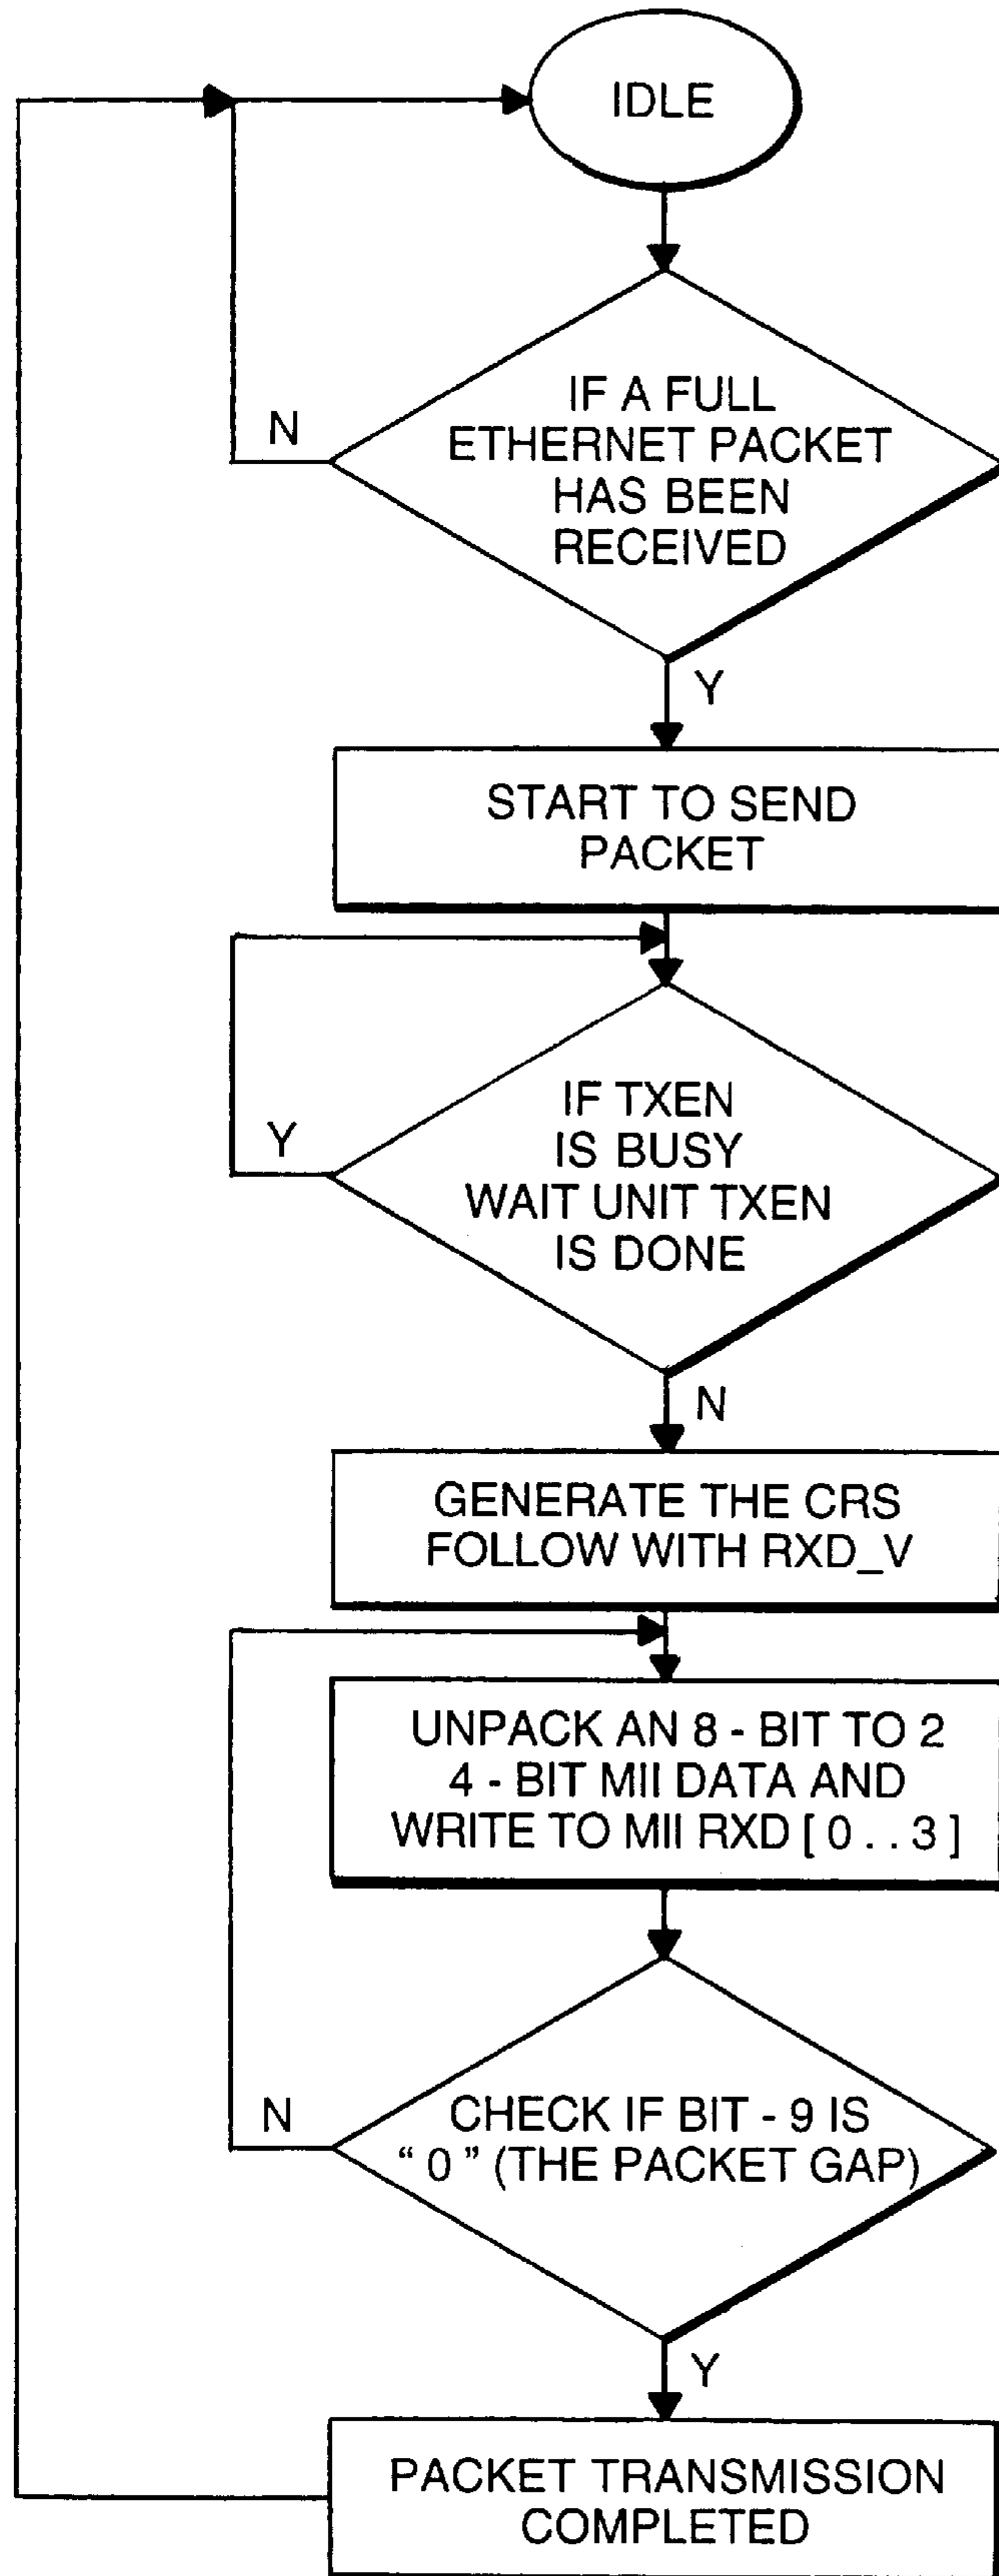 IDLE
IF A FULL
ETHERNET PACKET
HAS BEEN
RECEIVED
N
Y
START TO SEND
PACKET
IF TXEN
IS BUSY
WAIT UNIT TXEN
IS DONE
Y
N
GENERATE THE CRS
FOLLOW WITH RXD_V
UNPACK AN 8 - BIT TO 2
4 - BIT MII DATA AND
WRITE TO MII RXD [ 0 . . 3 ]
CHECK IF BIT - 9 IS
“ 0 ” (THE PACKET GAP)
N
Y
PACKET TRANSMISSION
COMPLETED